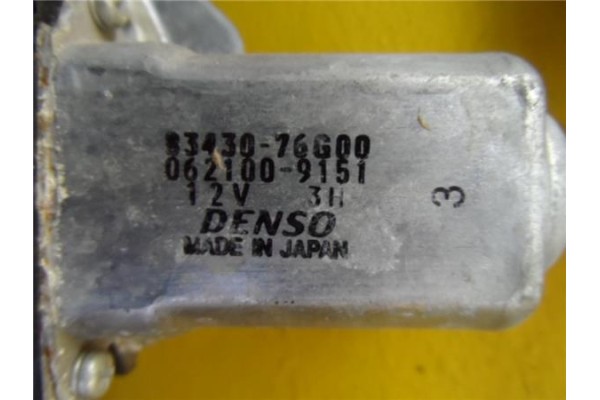 83430-76G00
062100-9151
12V 3H
DENSO
MADE IN JAPAN
3